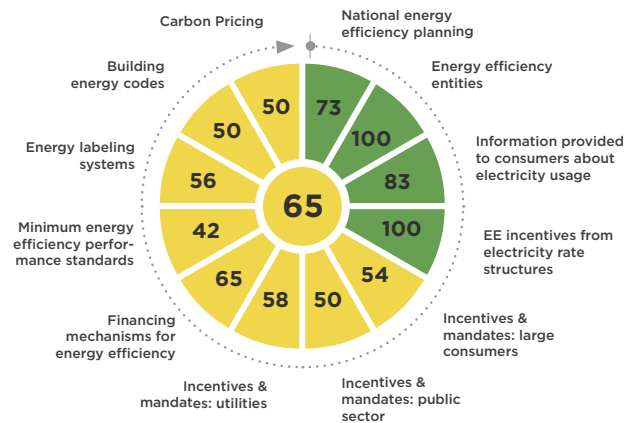 Carbon Pricing
National energy
efficiency planning
Building
energy codes
Energy efficiency
entities
Energy labeling
systems
Information provided
to consumers about
electricity usage
Minimum energy
efficiency perfor-
mance standards
EE incentives from
electricity rate
structures
Financing
mechanisms for
energy efficiency
Incentives &
mandates: large
consumers
Incentives &
mandates: utilities
Incentives &
mandates: public
sector
50
73
50
100
56
83
65
42
100
65
54
58
50